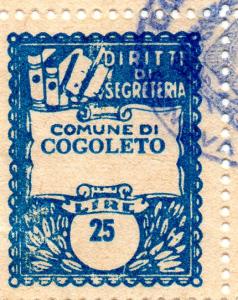 DIRITTI
DI
SEGRETERIA
COMUNE DI
COGOLETO
LIRE
25